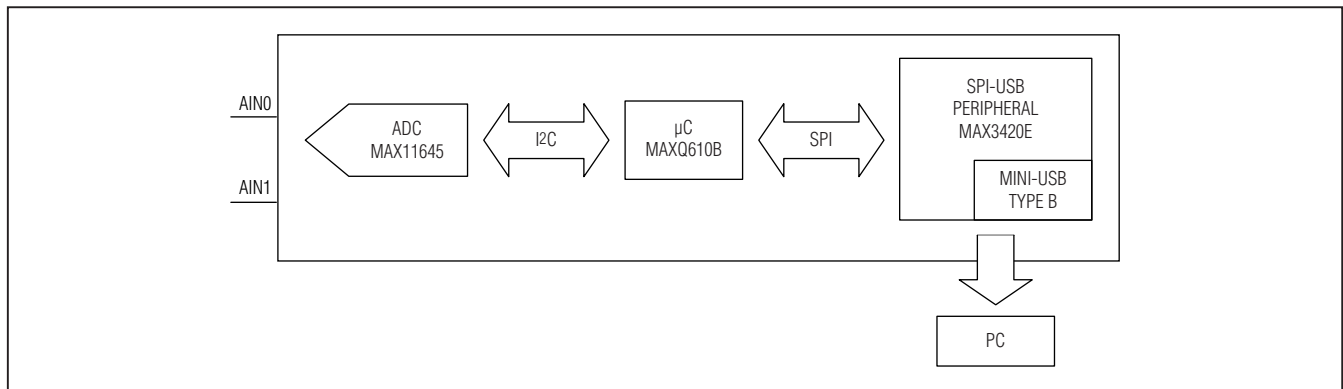 AIN0
AIN1
ADC
MAX11645
I2C
µC
MAXQ610B
SPI
SPI-USB
PERIPHERAL
MAX3420E
MINI-USB
TYPE B
PC